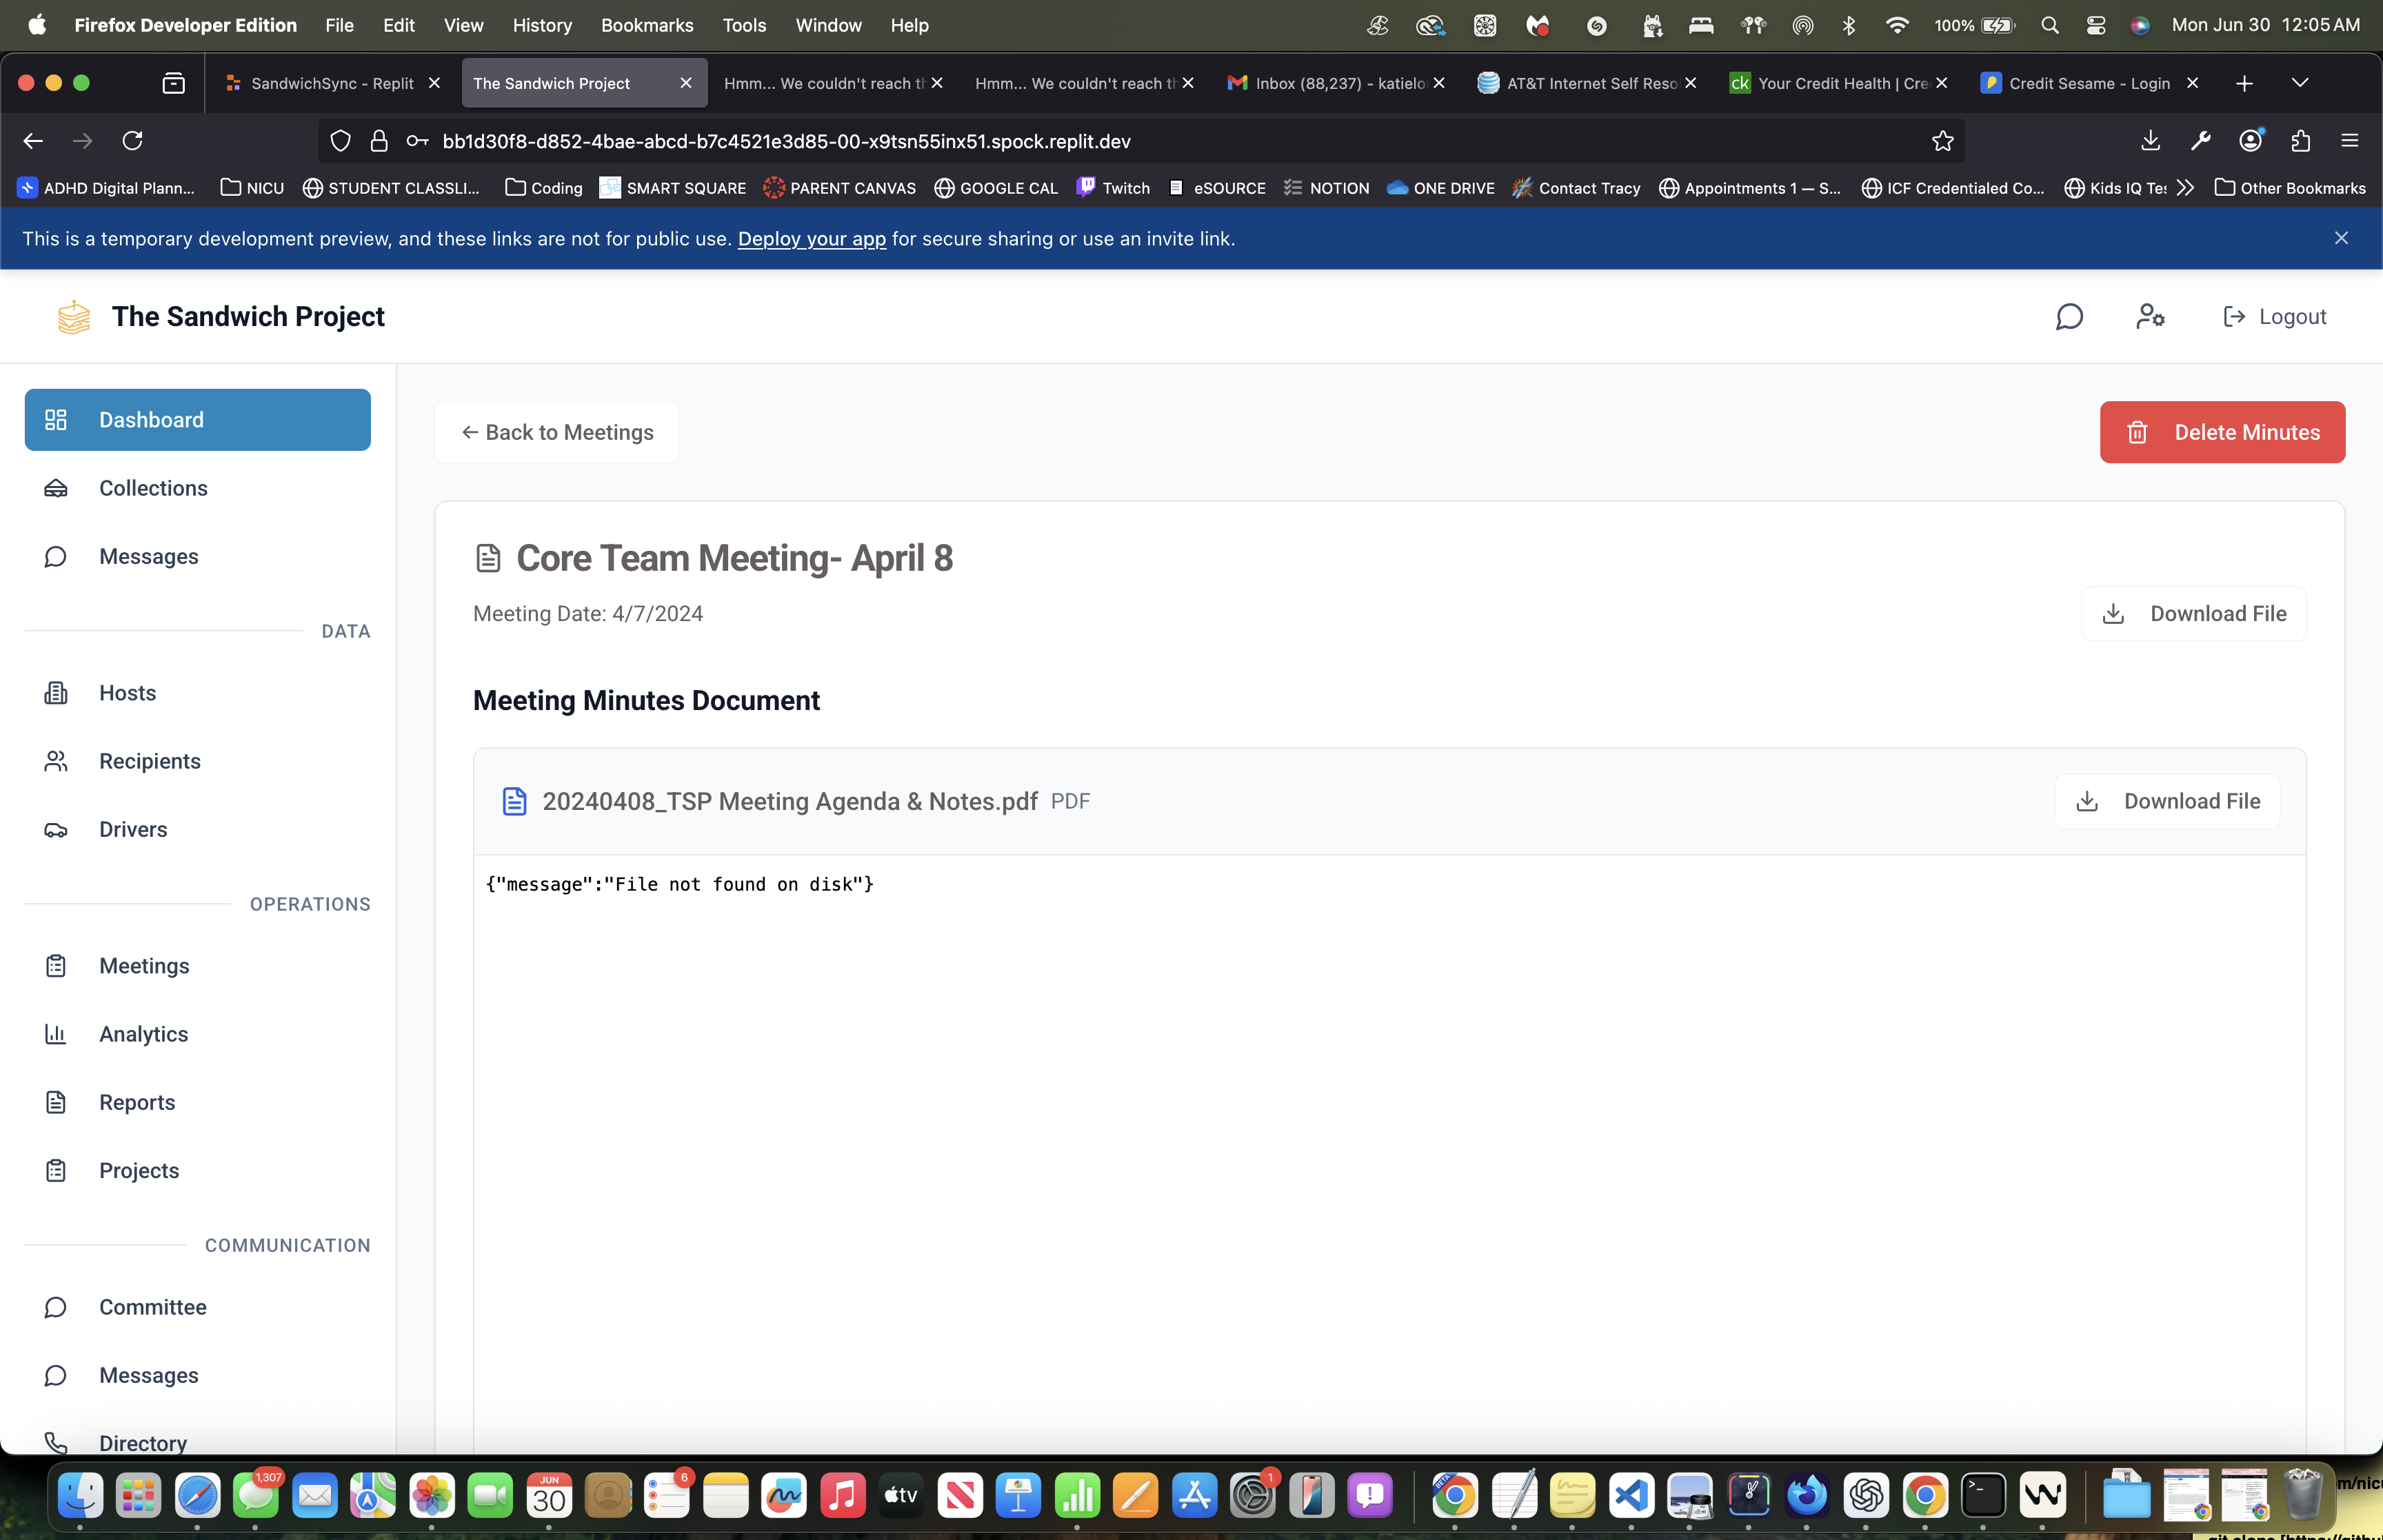 Firefox Developer Edition File Edit View History Bookmarks Tools Window Help 100% Mon Jun 30 12:05 AM
SandwichSync - Replit The Sandwich Project Hmm... We couldn't reach th Hmm... We couldn't reach th Inbox (88,237) - katielo AT&T Internet Self Reso ck Your Credit Health | Cre Credit Sesame - Login
bb1d30f8-d852-4bae-abcd-b7c4521e3d85-00-x9tsn55inx51.spock.replit.dev
ADHD Digital Plann... NICU STUDENT CLASSLI... Coding SMART SQUARE PARENT CANVAS GOOGLE CAL Twitch eSOURCE NOTION ONE DRIVE Contact Tracy Appointments 1 — S... ICF Credentialed Co... Kids IQ Tes Other Bookmarks
This is a temporary development preview, and these links are not for public use. Deploy your app for secure sharing or use an invite link.
The Sandwich Project
Logout
Dashboard
Collections
Messages
DATA
Hosts
Recipients
Drivers
OPERATIONS
Meetings
Analytics
Reports
Projects
COMMUNICATION
Committee
Messages
Directory
← Back to Meetings
Delete Minutes
Core Team Meeting- April 8
Meeting Date: 4/7/2024
Download File
Meeting Minutes Document
20240408_TSP Meeting Agenda & Notes.pdf PDF
Download File
{"message":"File not found on disk"}
1,307
JUN
30
6
tv
1
BETA
m/nicu